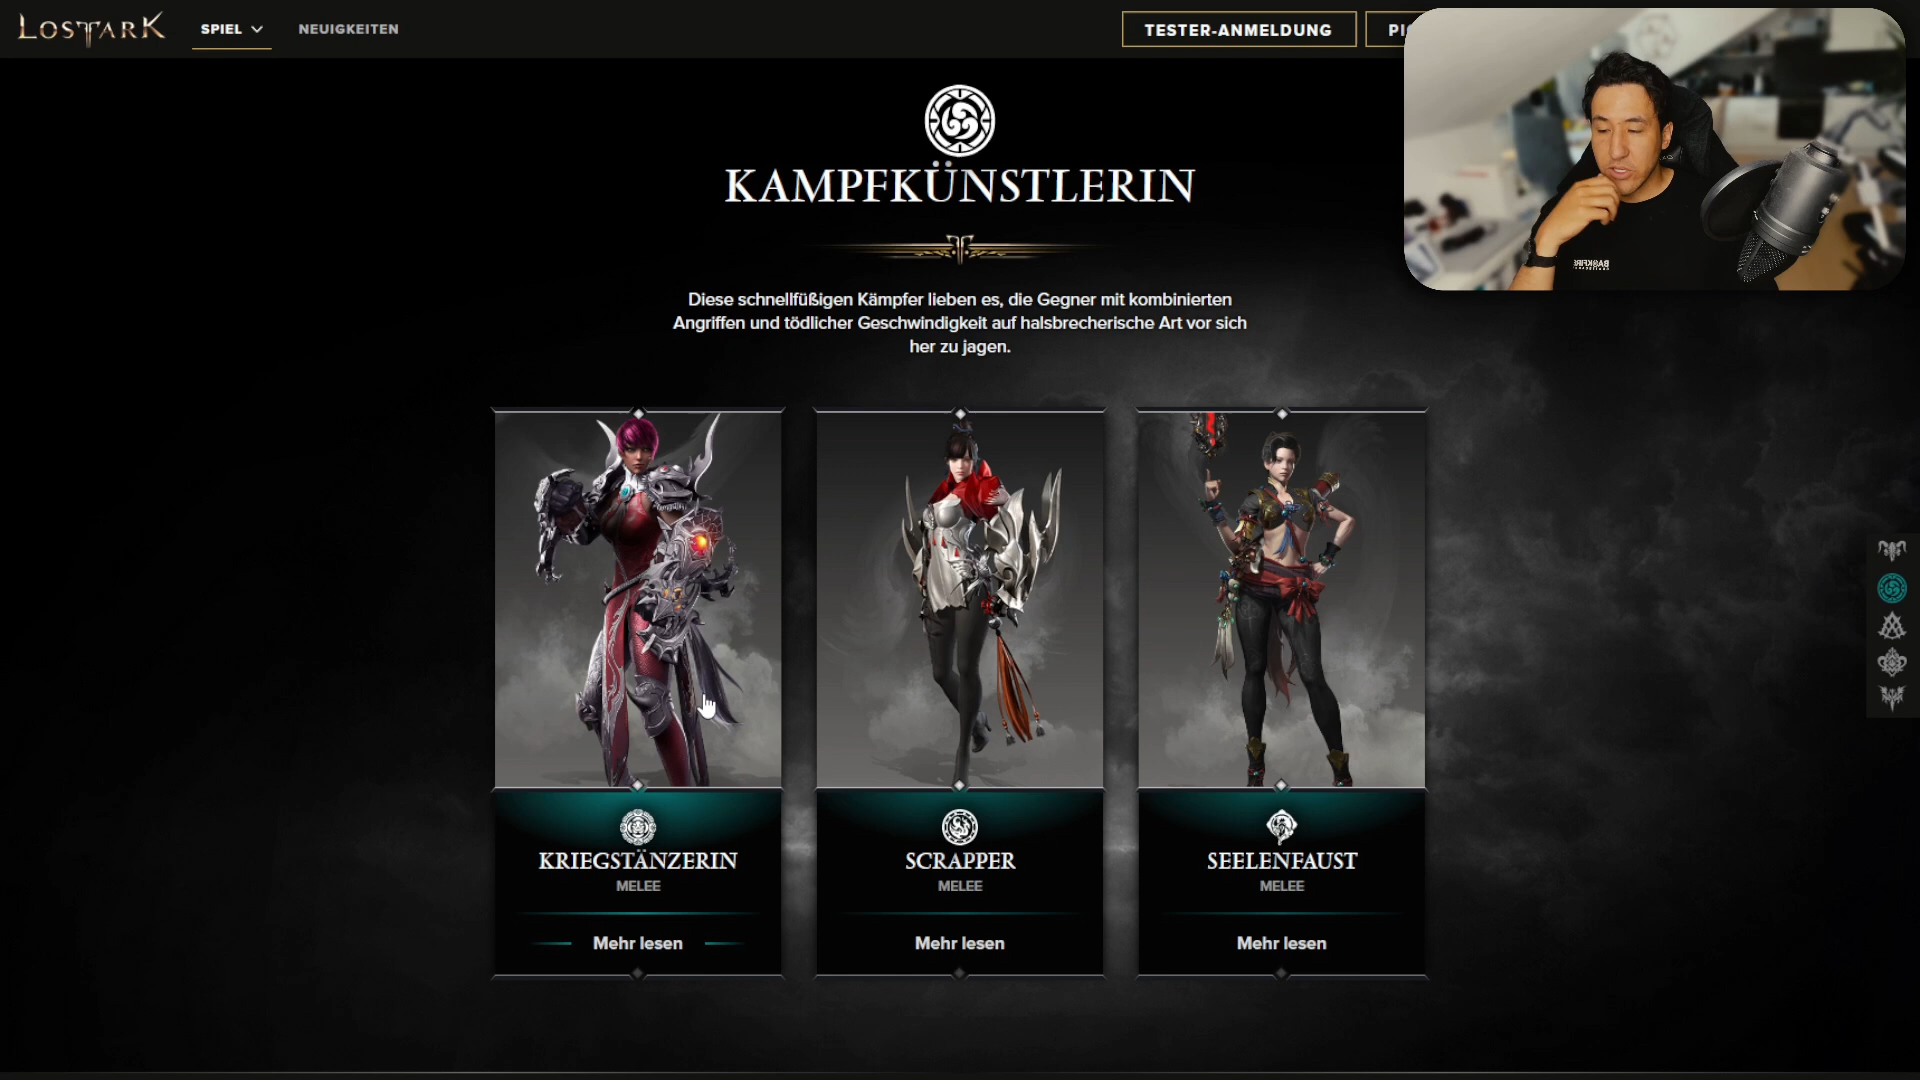 LOST ARK
SPIEL
NEUIGKEITEN
TESTER-ANMELDUNG
KAMPFKÜNSTLERIN
Diese schnellfüßigen Kämpfer lieben es, die Gegner mit kombinierten
Angriffen und tödlicher Geschwindigkeit auf halsbrecherische Art vor sich
her zu jagen.
KRIEGSTÄNZERIN
MELEE
Mehr lesen
SCRAPPER
MELEE
Mehr lesen
SEELENFAUST
MELEE
Mehr lesen